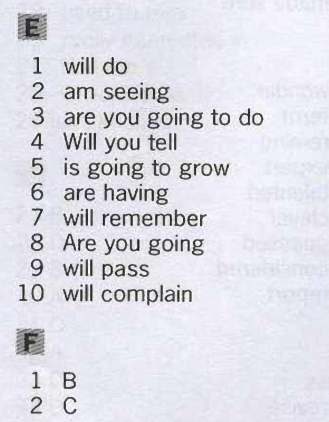 E
1 will do
2 am seeing
3 are you going to do
4 Will you tell
5 is going to grow
6 are having
7 will remember
8 Are you going
9 will pass
10 will complain
F
1 B
2 C